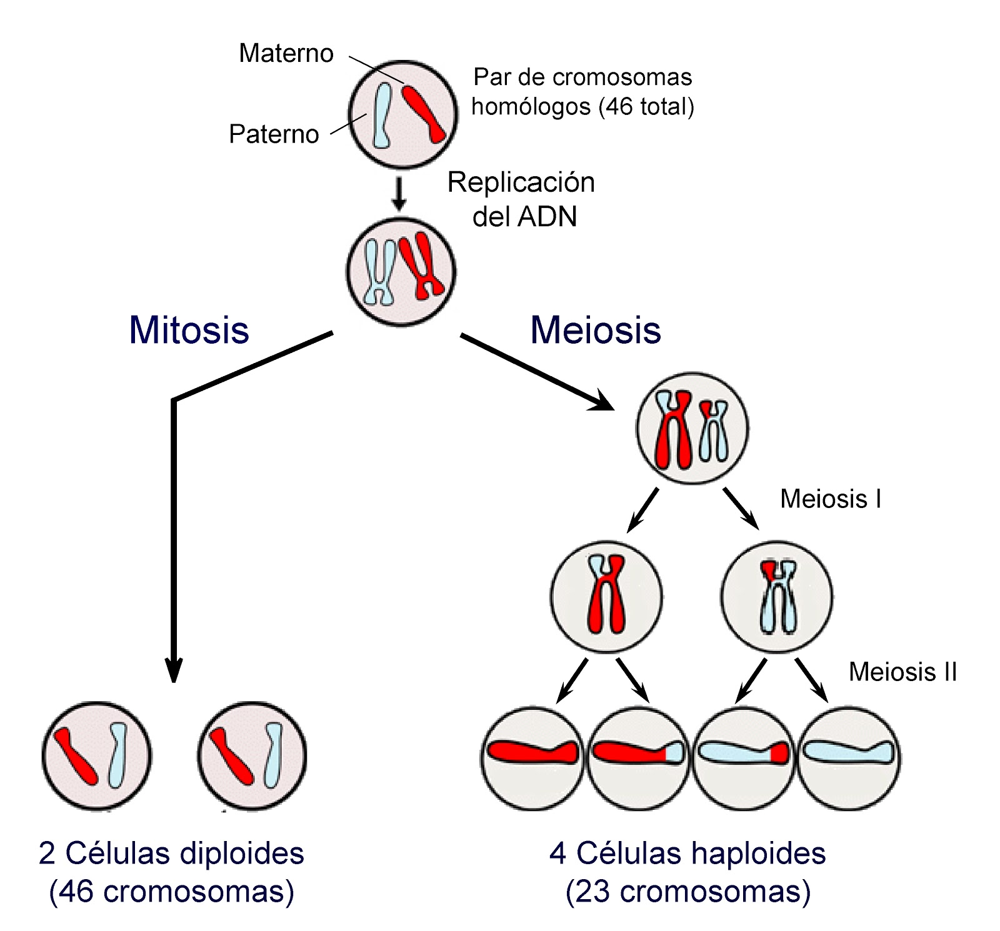 Materno
Par de cromosomas
homólogos (46 total)
Paterno
Replicación
del ADN
Mitosis
Meiosis
Meiosis I
Meiosis II
2 Células diploides
(46 cromosomas)
4 Células haploides
(23 cromosomas)